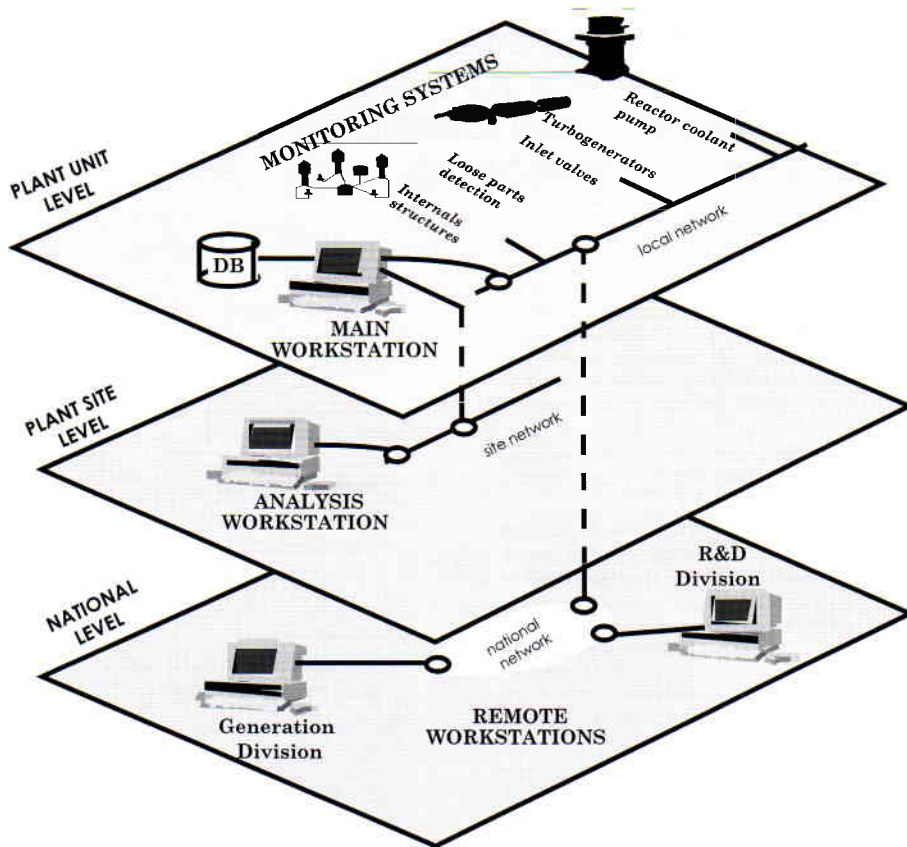 PLANT UNIT
LEVEL
MONITORING SYSTEMS
Reactor coolant
pump
Turbogenerators
Inlet valves
Loose parts
detection
Internals
structures
local network
DB
MAIN
WORKSTATION
PLANT SITE
LEVEL
site network
ANALYSIS
WORKSTATION
NATIONAL
LEVEL
R&D
Division
national
network
Generation
Division
REMOTE
WORKSTATIONS